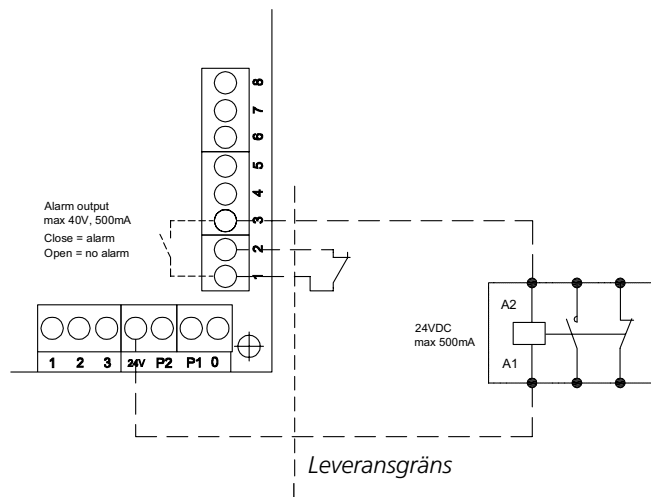 8
7
6
5
4
3
2
1
Alarm output
max 40V, 500mA
Close = alarm
Open = no alarm
24VDC
max 500mA
A2
A1
1 2 3 24V P2 P1 0
Leveransgräns